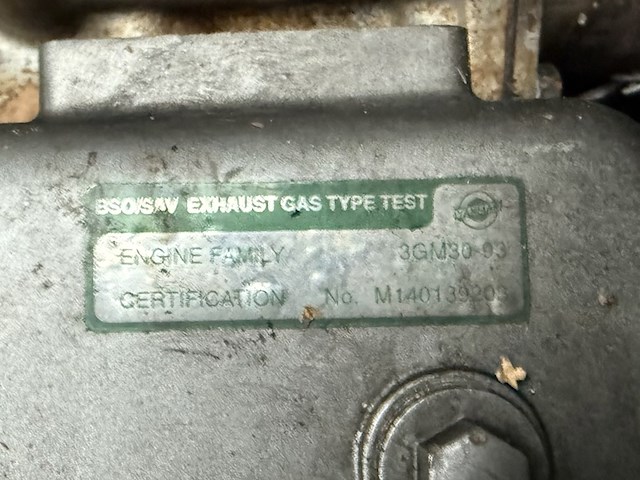 BSO/SAV EXHAUST GAS TYPE TEST
ENGINE FAMILY 3GM30-93
CERTIFICATION No. M140139203